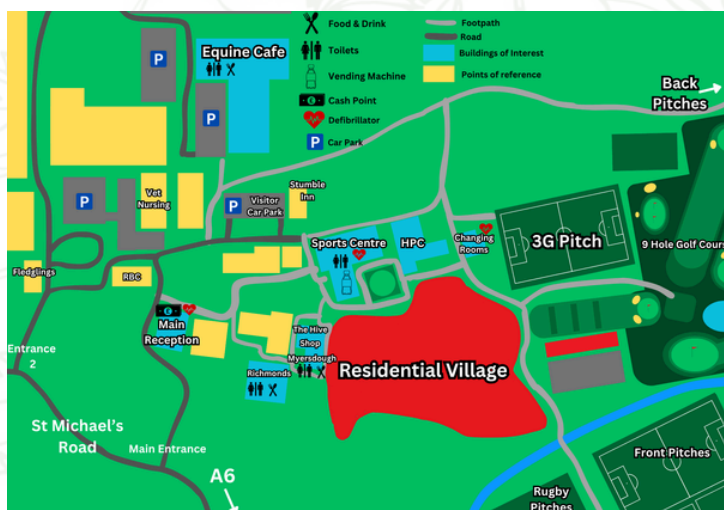 Food & Drink
Footpath
Road
Equine Cafe
Toilets
Buildings of Interest
P
Vending Machine
Points of reference
Back
Pitches
£
Cash Point
Defibrillator
P
P
Car Park
Stumble
Inn
P
Vet
Nursing
P
Visitor
Car Park
Sports Centre
HPC
Changing
Rooms
3G Pitch
9 Hole Golf Cours
Fledglings
RBC
£
Main
Reception
The Hive
Shop
Myersdough
Entrance
2
Richmonds
Residential Village
St Michael's
Road
Main Entrance
Front Pitches
A6
Rugby
Pitches